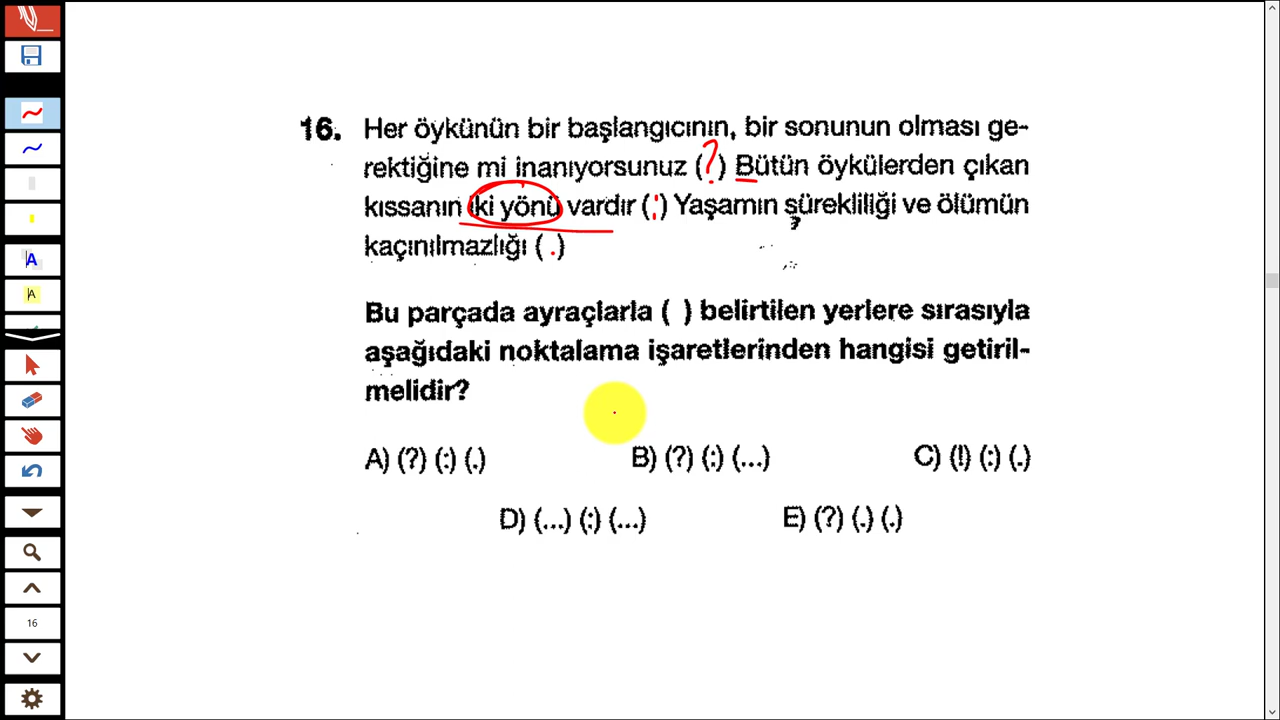 16. Her öykünün bir başlangıcının, bir sonunun olması ge-
rektiğine mi inanıyorsunuz (?) Bütün öykülerden çıkan
kıssanın iki yönü vardır (:) Yaşamın sürekliliği ve ölümün
kaçınılmazlığı (.)
Bu parçada ayraçlarla ( ) belirtilen yerlere sırasıyla
aşağıdaki noktalama işaretlerinden hangisi getiril-
melidir?
A) (?) (:) (.) B) (?) (:) (...) C) (!) (:) (.)
D) (...) (:) (...) E) (?) (.) (.)
A
A
16